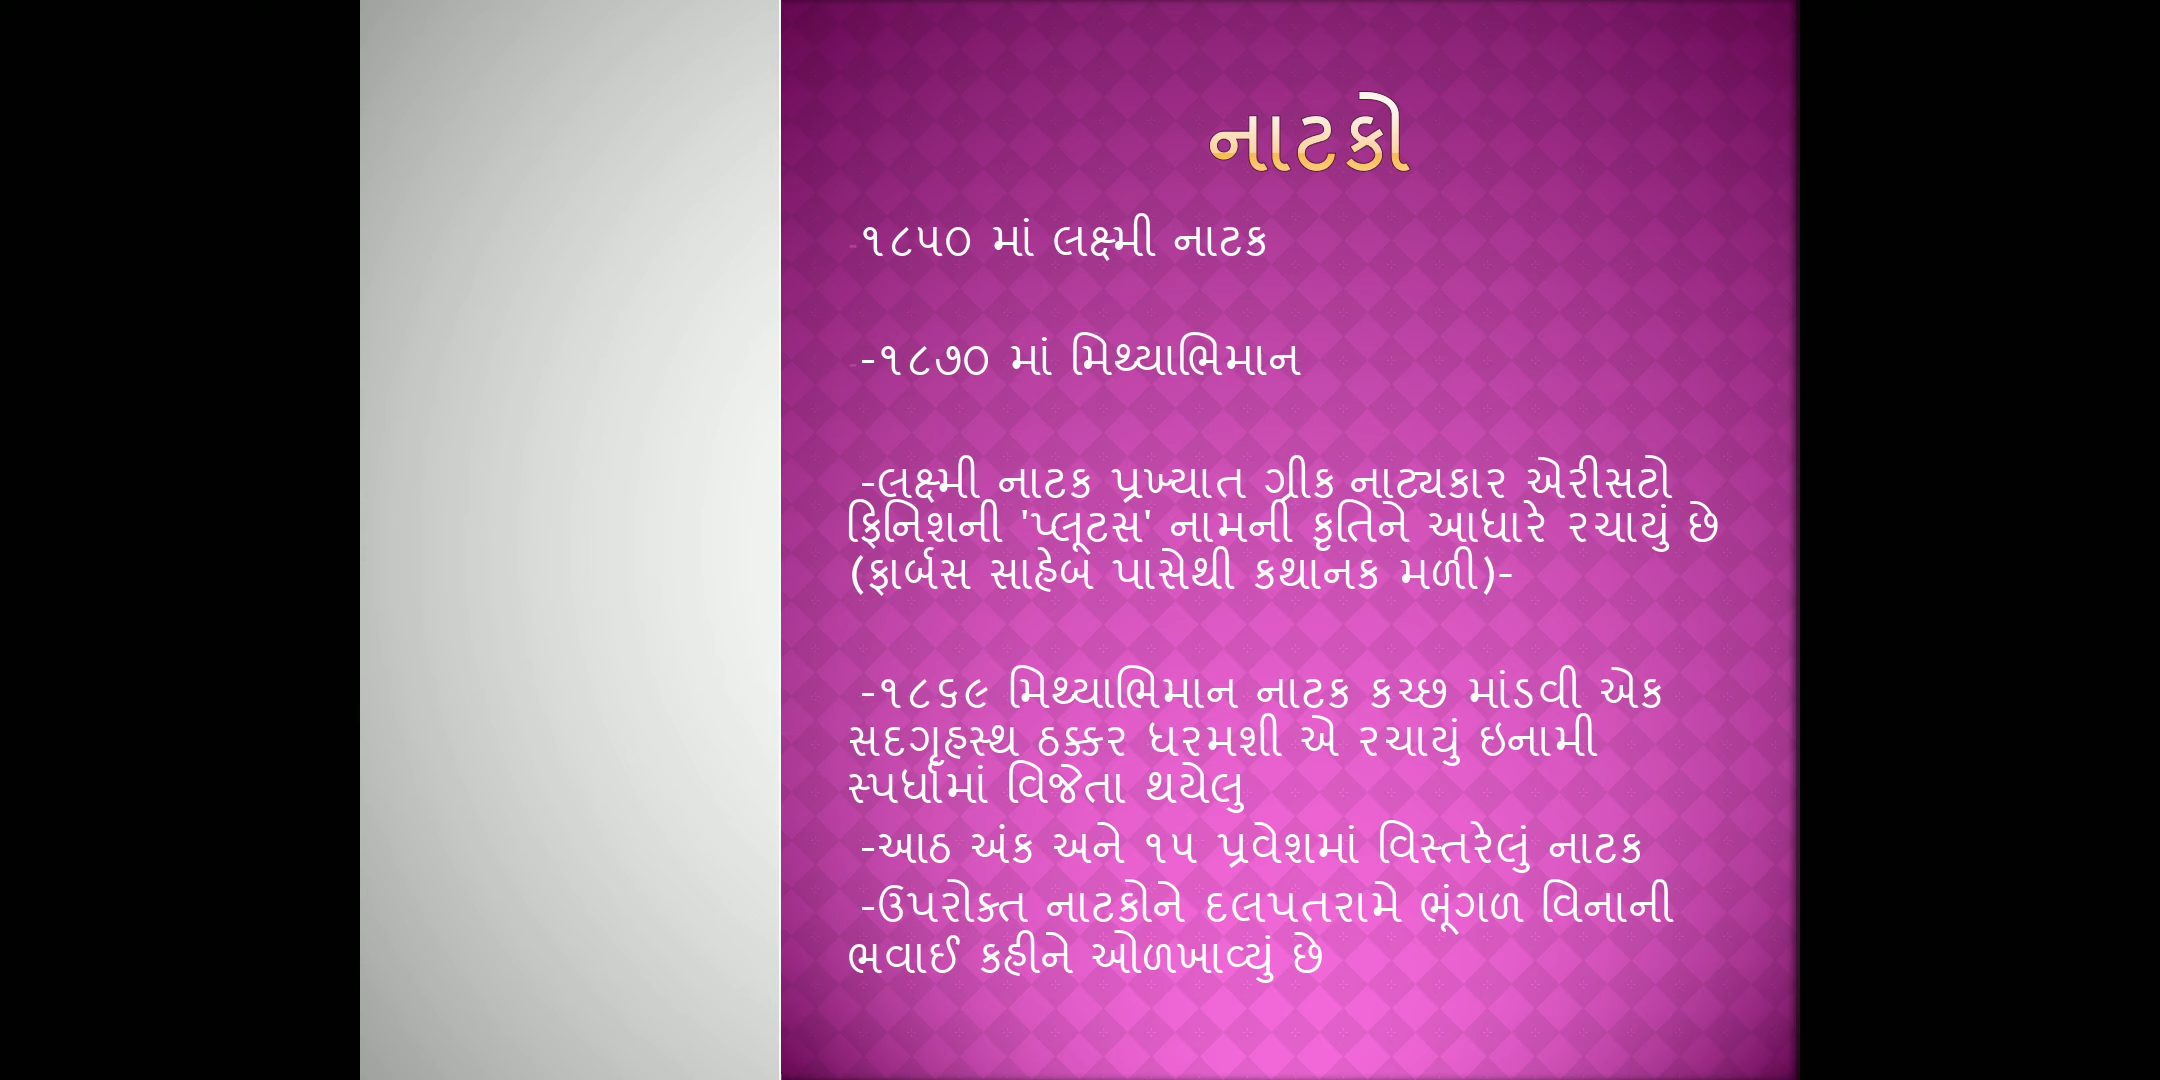 નાટકો
-૧૮૫૦ માં લક્ષ્મી નાટક
--૧૮૭૦ માં મિથ્યાભિમાન
-લક્ષ્મી નાટક પ્રખ્યાત ગ્રીક નાટ્યકાર એરીસટો
ફિનિશની 'પ્લૂટસ' નામની કૃતિને આધારે રચાયું છે
(ફાર્બસ સાહેબ પાસેથી કથાનક મળી)-
-૧૮૬૯ મિથ્યાભિમાન નાટક કચ્છ માંડવી એક
સદગૃહસ્થ ઠક્કર ધરમશી એ રચાયું ઇનામી
સ્પર્ધામાં વિજેતા થયેલુ
-આઠ અંક અને ૧૫ પ્રવેશમાં વિસ્તરેલું નાટક
-ઉપરોક્ત નાટકોને દલપતરામે ભૂંગળ વિનાની
ભવાઈ કહીને ઓળખાવ્યું છે